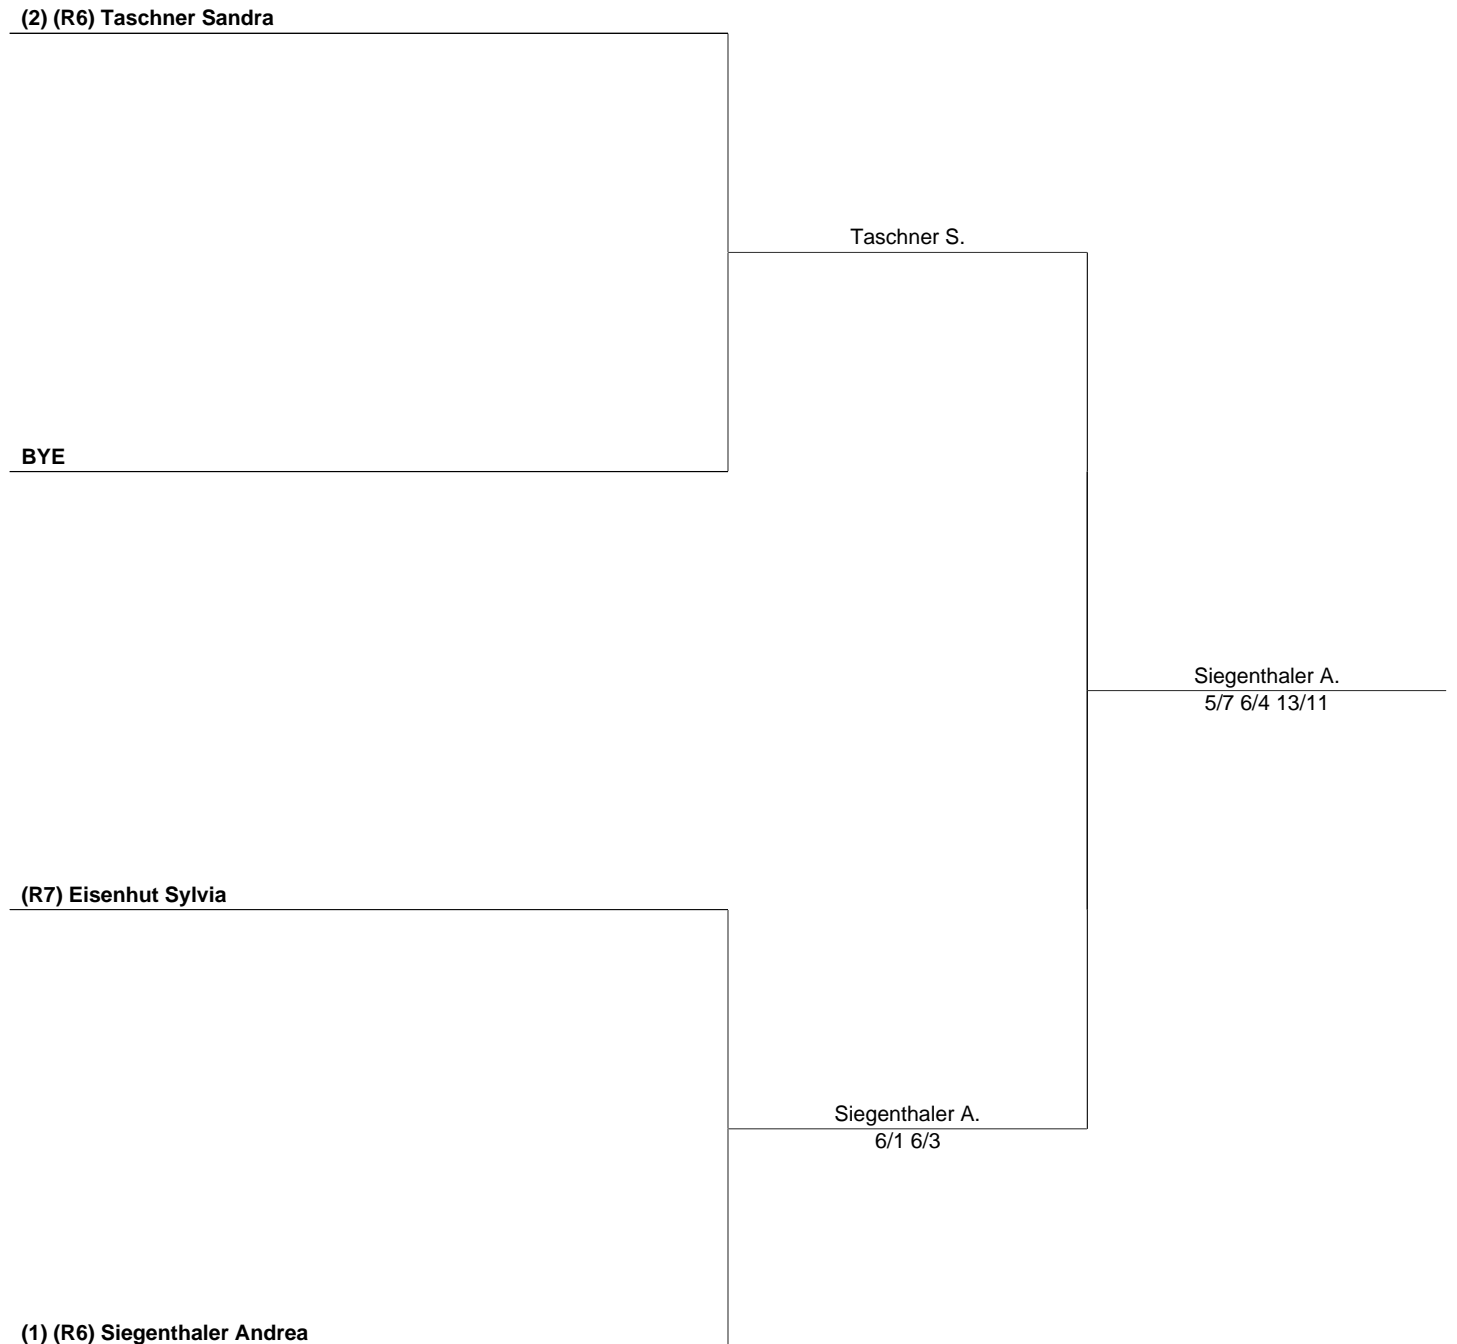 (2) (R6) Taschner Sandra
Taschner S.
BYE
Siegenthaler A.
5/7 6/4 13/11
(R7) Eisenhut Sylvia
Siegenthaler A.
6/1 6/3
(1) (R6) Siegenthaler Andrea